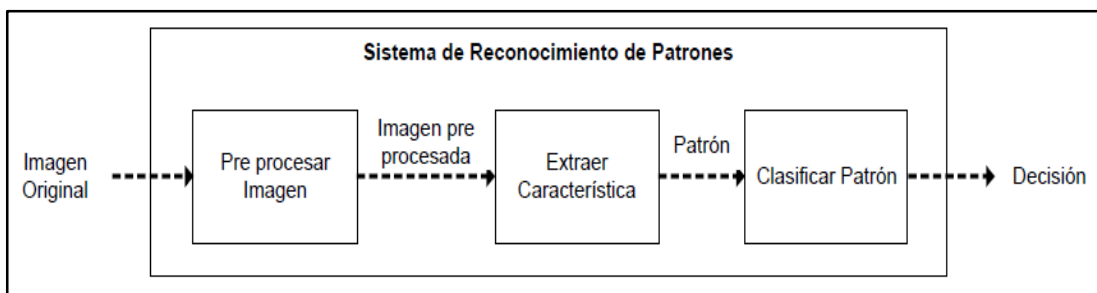 Sistema de Reconocimiento de Patrones
Imagen
Original
Pre procesar
Imagen
Imagen pre
procesada
Extraer
Característica
Patrón
Clasificar Patrón
Decisión